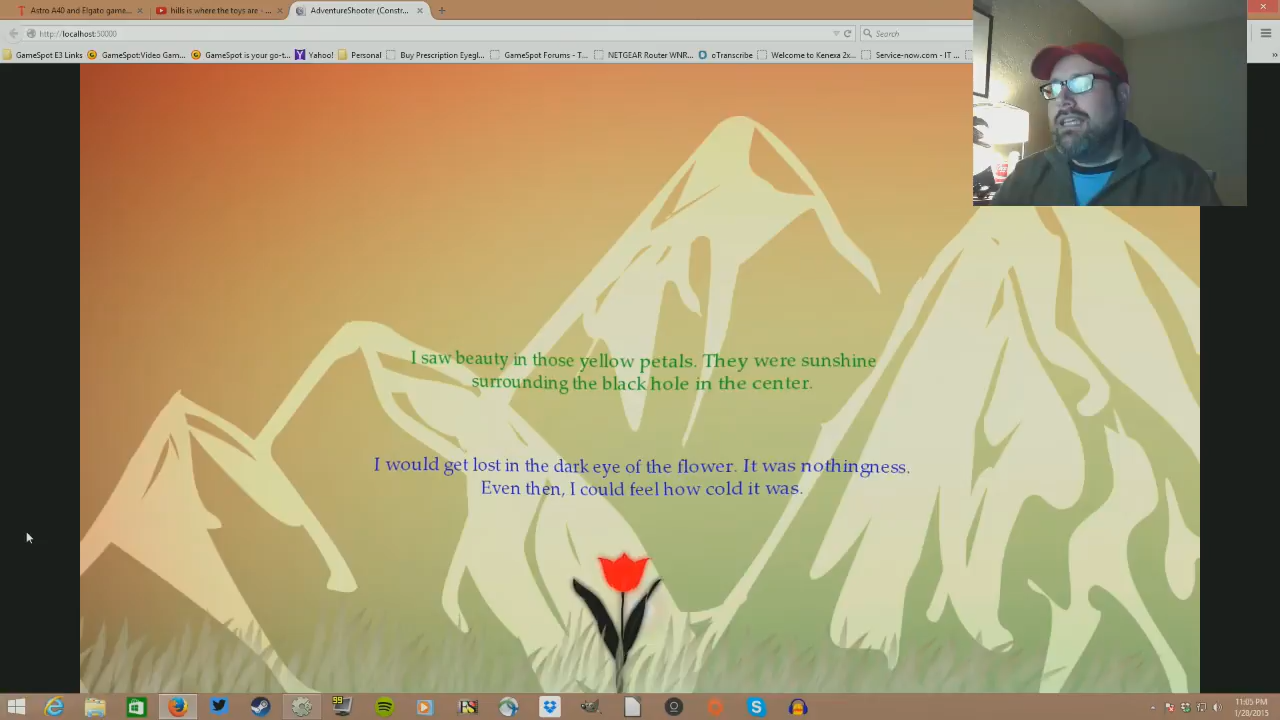 Astro A40 and Elgato game...
hills is where the toys are - ...
AdventureShooter (Constr...
http://localhost:50000
Search
GameSpot E3 Links
GameSpot:Video Gam...
GameSpot is your go-t...
Yahoo!
Personal
Buy Prescription Eyegl...
GameSpot Forums - T...
NETGEAR Router WNR...
oTranscribe
Welcome to Kenexa 2x...
Service-now.com - IT ...
I saw beauty in those yellow petals. They were sunshine
surrounding the black hole in the center.
I would get lost in the dark eye of the flower. It was nothingness.
Even then, I could feel how cold it was.
99
11:05 PM
1/28/2015